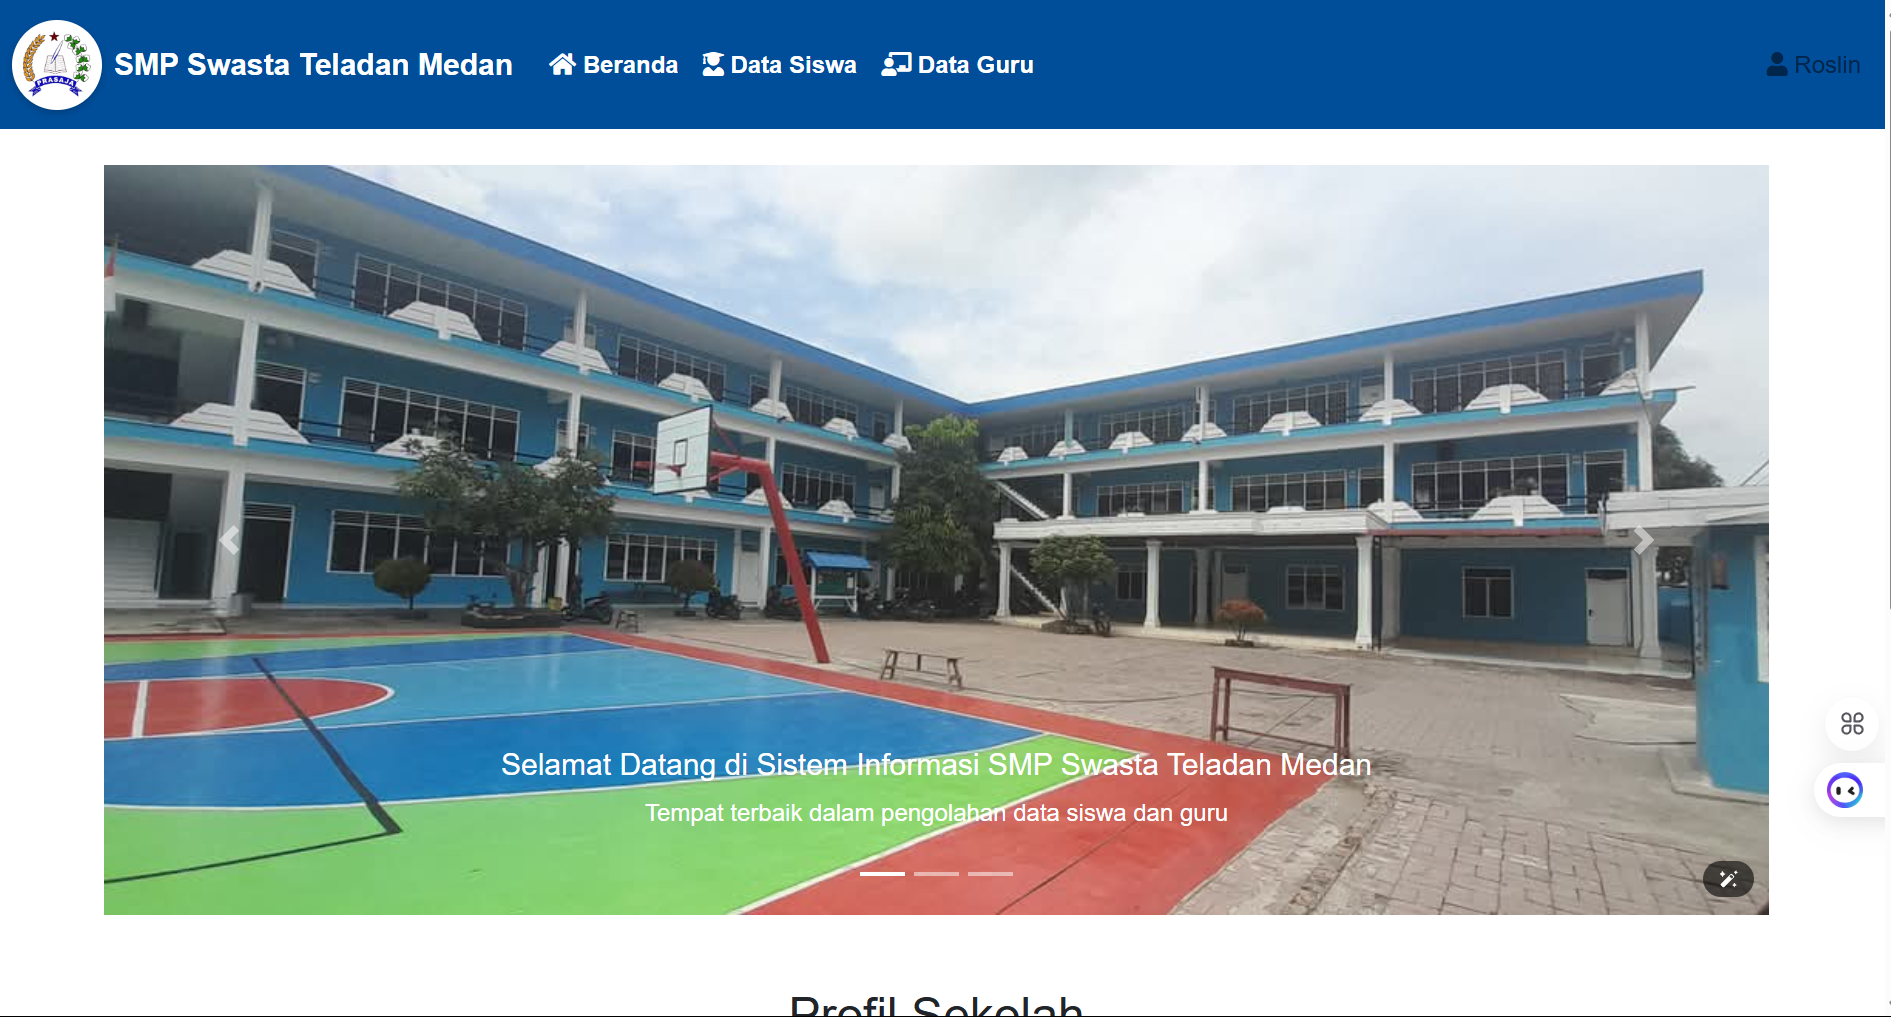 PRASAJA
SMP Swasta Teladan Medan
Beranda
Data Siswa
Data Guru
Roslin
Selamat Datang di Sistem Informasi SMP Swasta Teladan Medan
Tempat terbaik dalam pengolahan data siswa dan guru
Profil Sekolah